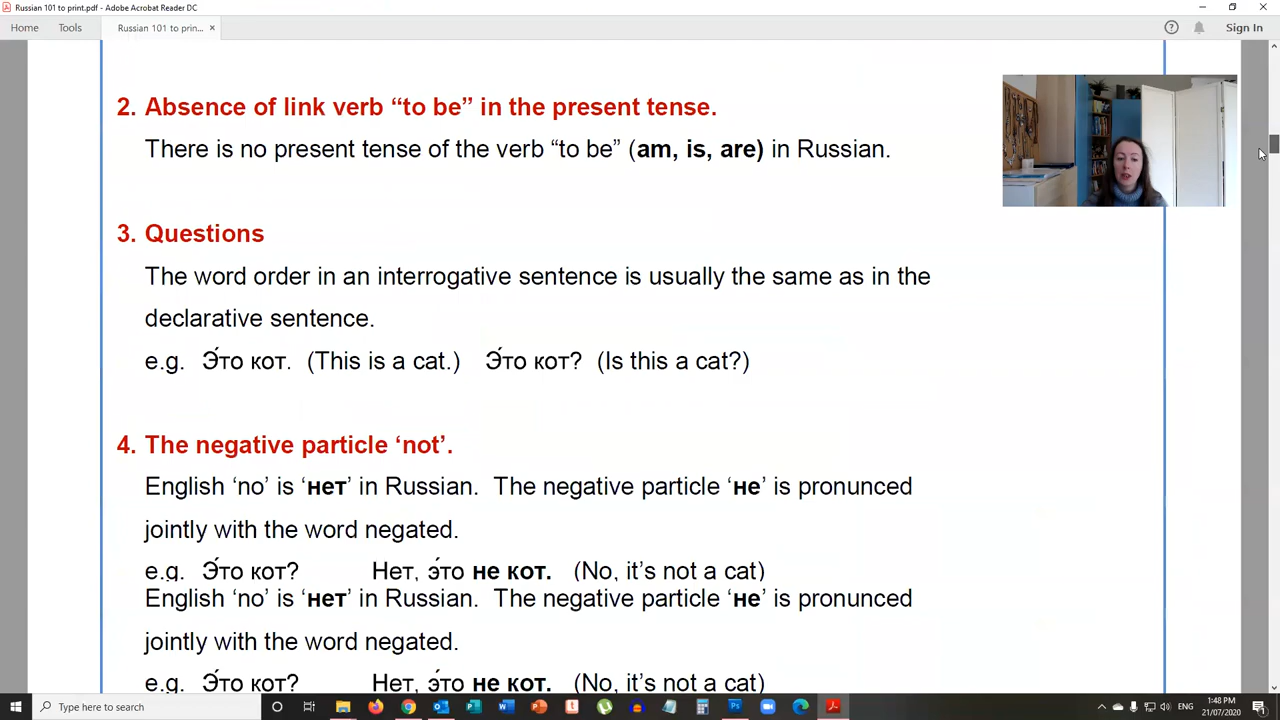 Russian 101 to print.pdf - Adobe Acrobat Reader DC
Home Tools Russian 101 to prin... × Sign In
2. Absence of link verb “to be” in the present tense.
There is no present tense of the verb “to be” (am, is, are) in Russian.
3. Questions
The word order in an interrogative sentence is usually the same as in the
declarative sentence.
e.g. Э́то кот. (This is a cat.) Э́то кот? (Is this a cat?)
4. The negative particle ‘not’.
English ‘no’ is ‘нет’ in Russian. The negative particle ‘не’ is pronunced
jointly with the word negated.
e.g. Э́то кот? Нет, э́то не кот. (No, it’s not a cat)
English ‘no’ is ‘нет’ in Russian. The negative particle ‘не’ is pronunced
jointly with the word negated.
e.g. Э́то кот? Нет, э́то не кот. (No, it’s not a cat)
Type here to search
ENG
1:48 PM
21/07/2020